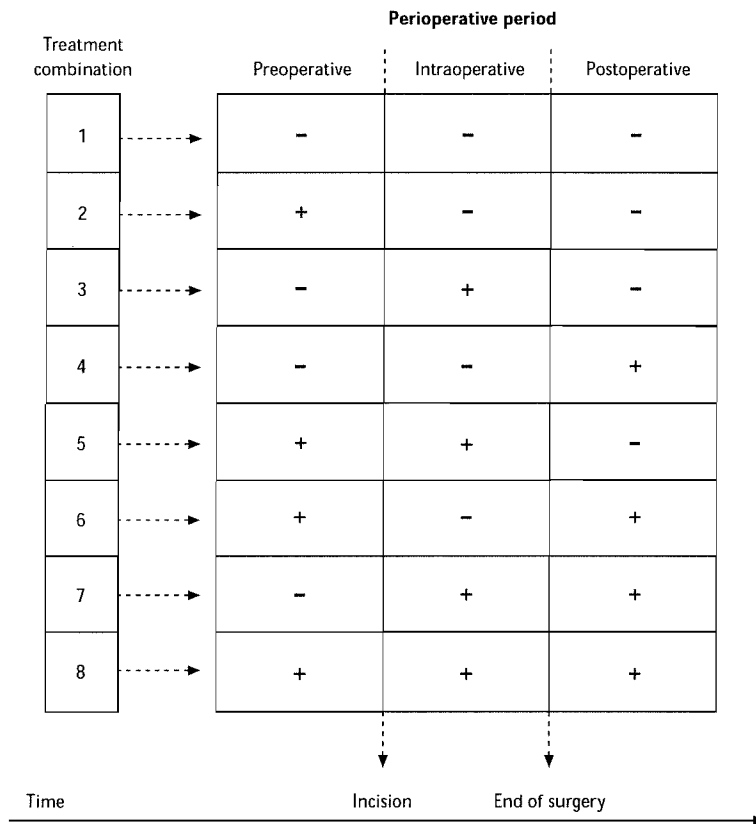 Perioperative period
Treatment
combination
Preoperative Intraoperative Postoperative
1 – – –
2 + – –
3 – + –
4 – – +
5 + + –
6 + – +
7 – + +
8 + + +
Time Incision End of surgery